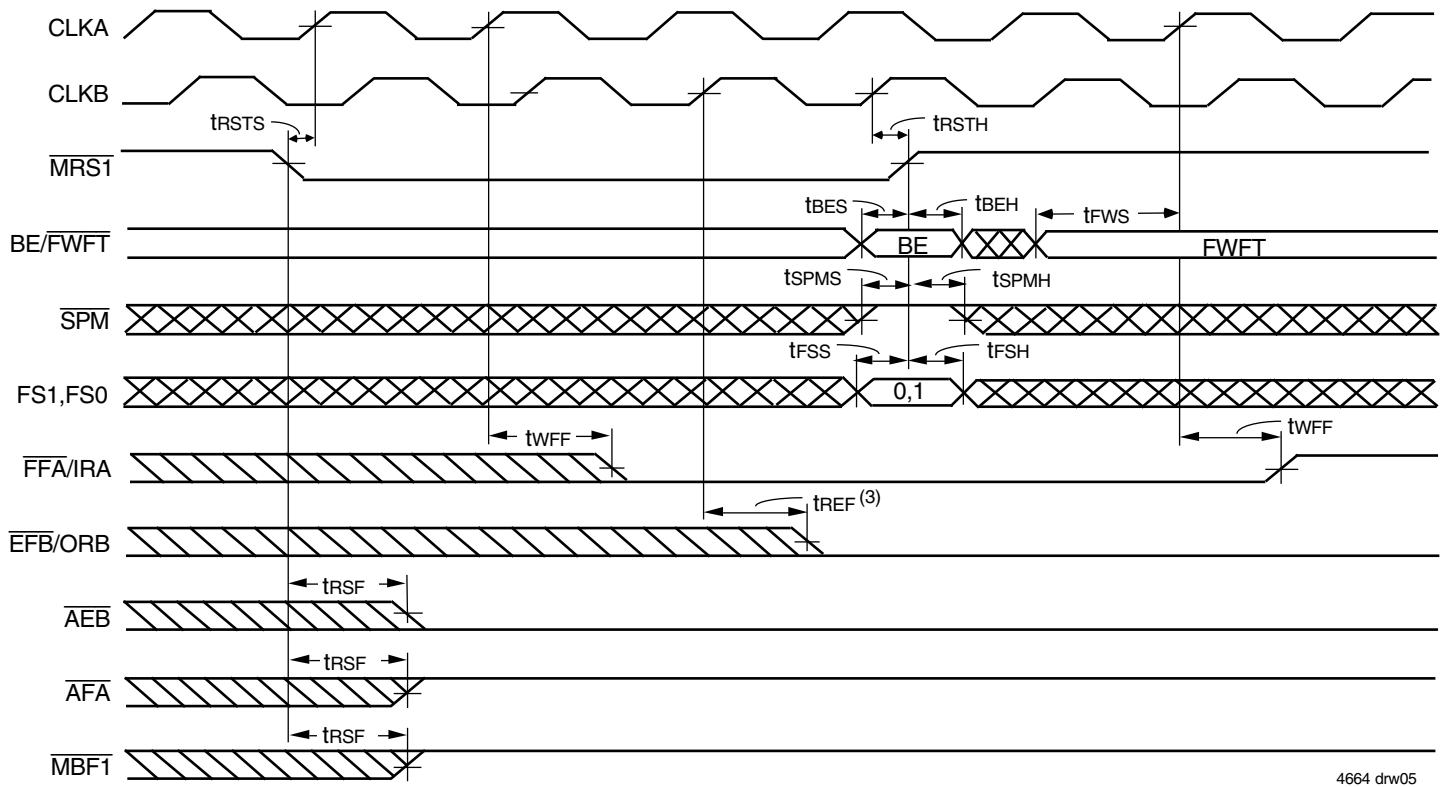 CLKA
CLKB
tRSTS
tRSTH
MRS1
tBES
tBEH
tFWS
BE/FWFT
BE
FWFT
tSPMS
tSPMH
SPM
tFSS
tFSH
FS1,FS0
0,1
tWFF
tWFF
FFA/IRA
tREF (3)
EFB/ORB
tRSF
AEB
tRSF
AFA
tRSF
MBF1
4664 drw05